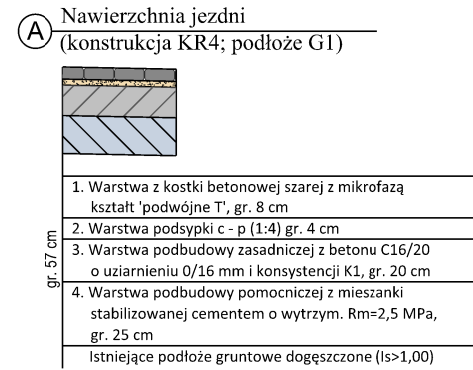 A
Nawierzchnia jezdni
(konstrukcja KR4; podłoże G1)
1. Warstwa z kostki betonowej szarej z mikrofazą
kształt 'podwójne T', gr. 8 cm
2. Warstwa podsypki c - p (1:4) gr. 4 cm
3. Warstwa podbudowy zasadniczej z betonu C16/20
o uziarnieniu 0/16 mm i konsystencji K1, gr. 20 cm
4. Warstwa podbudowy pomocniczej z mieszanki
stabilizowanej cementem o wytrzym. Rm=2,5 MPa,
gr. 25 cm
Istniejące podłoże gruntowe dogęszczone (Is>1,00)
gr. 57 cm